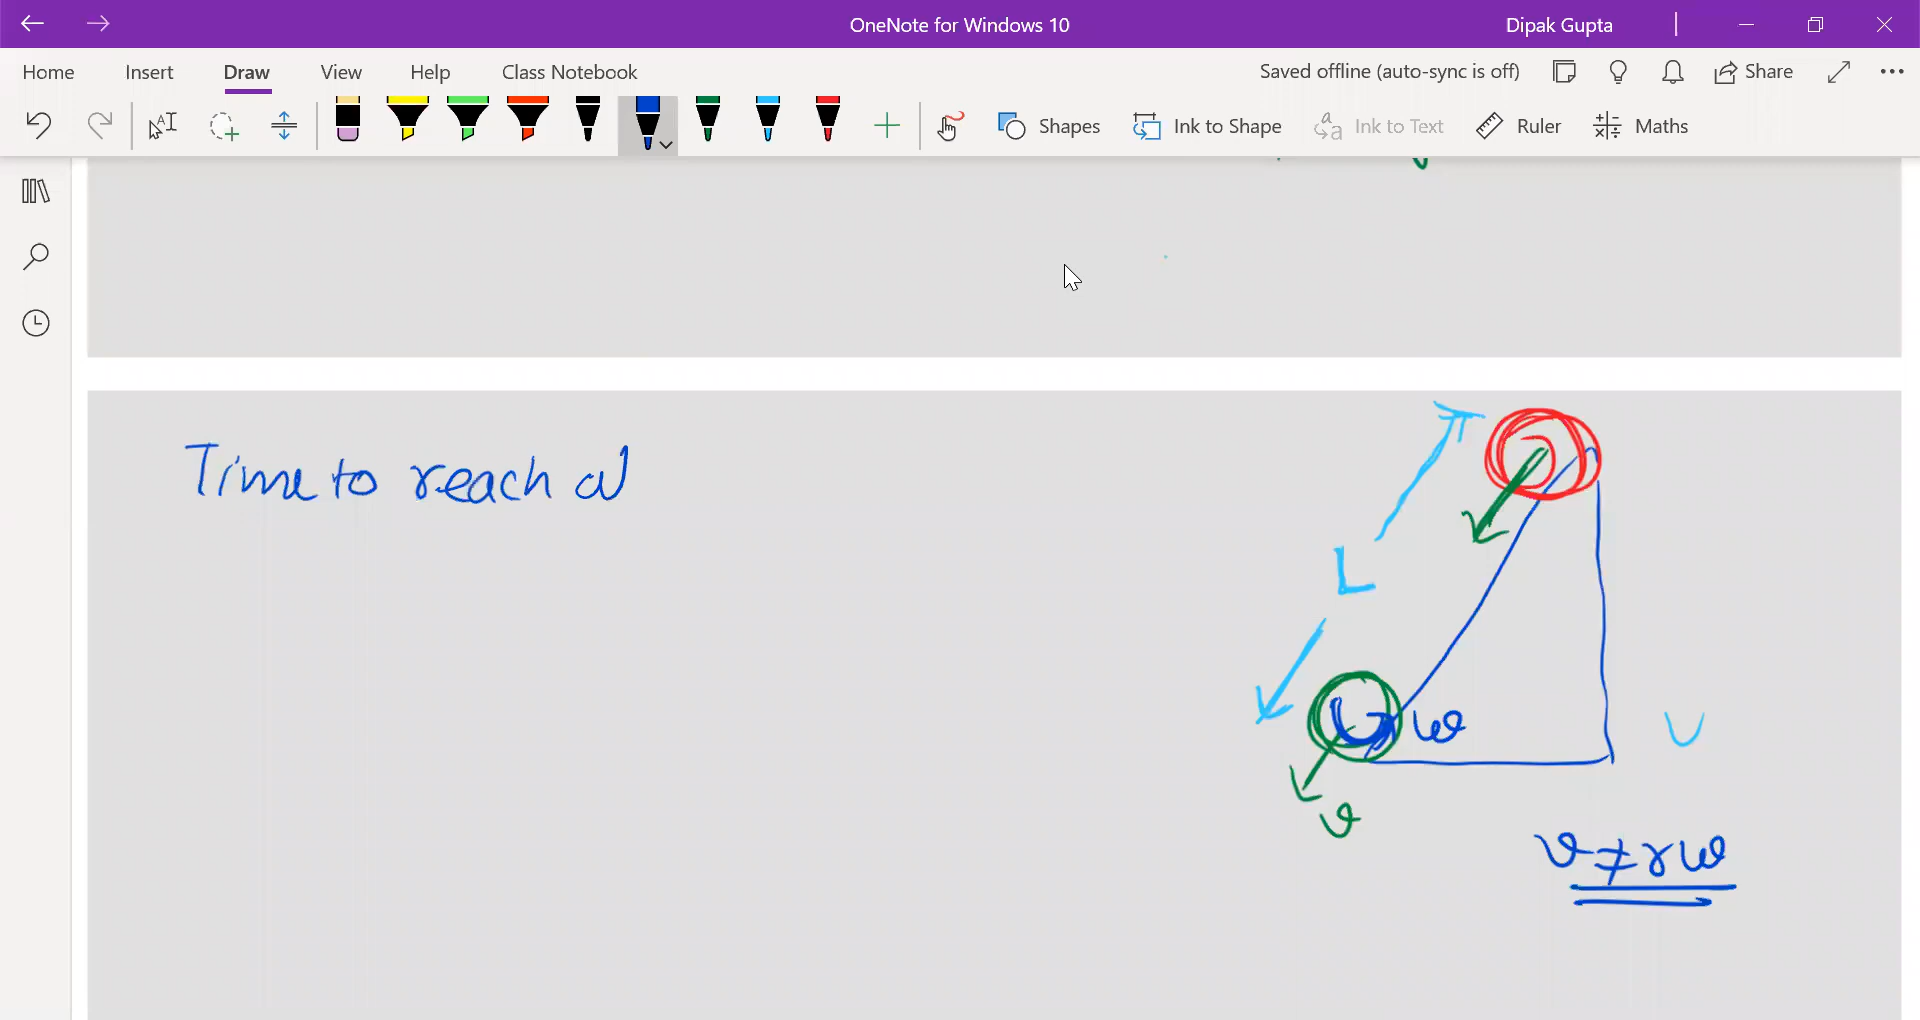 OneNote for Windows 10
Dipak Gupta
Home Insert Draw View Help Class Notebook
Saved offline (auto-sync is off)
Share
Shapes
Ink to Shape
Ink to Text
Ruler
Maths
Time to reach
L
ω
v
v ≠ rω